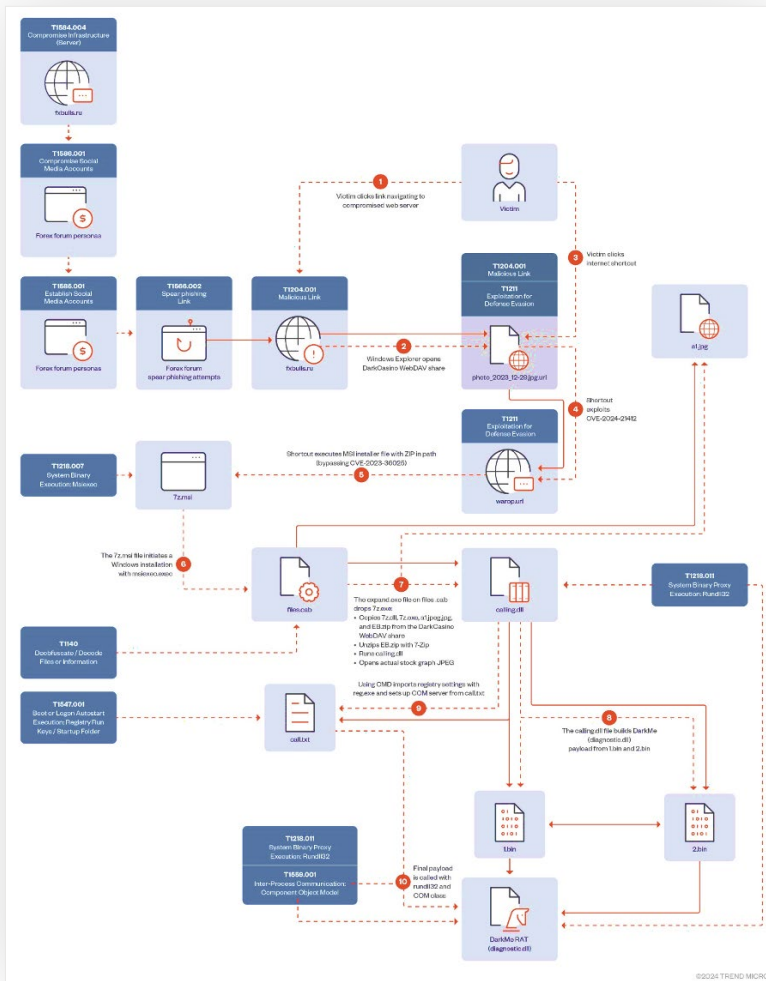 T1584.004
Compromise Infrastructure
(Server)
fxbulls.ru
T1586.001
Compromise Social
Media Accounts
Forex forum personas
T1585.001
Establish Social
Media Accounts
Forex forum personas
T1566.002
Spear phishing
Link
Forex forum
spear phishing attempts
T1204.001
Malicious Link
fxbulls.ru
1
Victim clicks link navigating to
compromised web server
Victim
3
Victim clicks
internet shortcut
2
Windows Explorer opens
DarkCasino WebDAV share
T1204.001
Malicious Link
T1211
Exploitation for
Defense Evasion
photo_2023_12-29.jpg.url
a1.jpg
4
Shortcut
exploits
CVE-2024-21412
T1211
Exploitation for
Defense Evasion
warop.url
Shortcut executes MSI installer file with ZIP in path
(bypassing CVE-2023-36025)
5
T1218.007
System Binary
Execution: Msiexec
7z.msi
The 7z.msi file initiates a
Windows installation
with msiexec.exec
6
files.cab
7
The expand.exe file on files .cab
drops 7z.exe:
• Copies 7z.dll, 7z.exe, a1.jpog.jpg,
and EB.zip from the DarkCasino
WebDAV share
• Unzips EB.zip with 7-Zip
• Runs calling.dll
• Opens actual stock graph JPEG
calling.dll
T1218.011
System Binary Proxy
Execution: Rundll32
T1140
Deobfuscate / Decode
Files or Information
Using CMD imports registry settings with
reg.exe and sets up COM server from call.txt
9
T1547.001
Boot or Logon Autostart
Execution: Registry Run
Keys / Startup Folder
call.txt
8
The calling.dll file builds DarkMe
(diagnostic.dll)
payload from 1.bin and 2.bin
1.bin
2.bin
T1218.011
System Binary Proxy
Execution: Rundll32
T1559.001
Inter-Process Communication:
Component Object Model
10
Final payload
is called with
rundll32 and
COM class
DarkMe RAT
(diagnostic.dll)
©2024 TREND MICRO